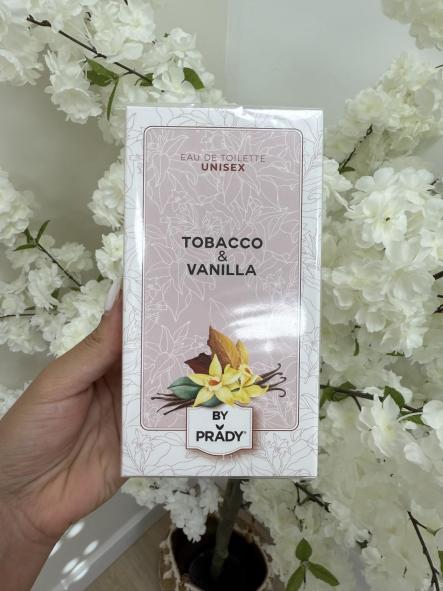 EAU DE TOILETTE
UNISEX
TOBACCO
&
VANILLA
BY
PRADY®